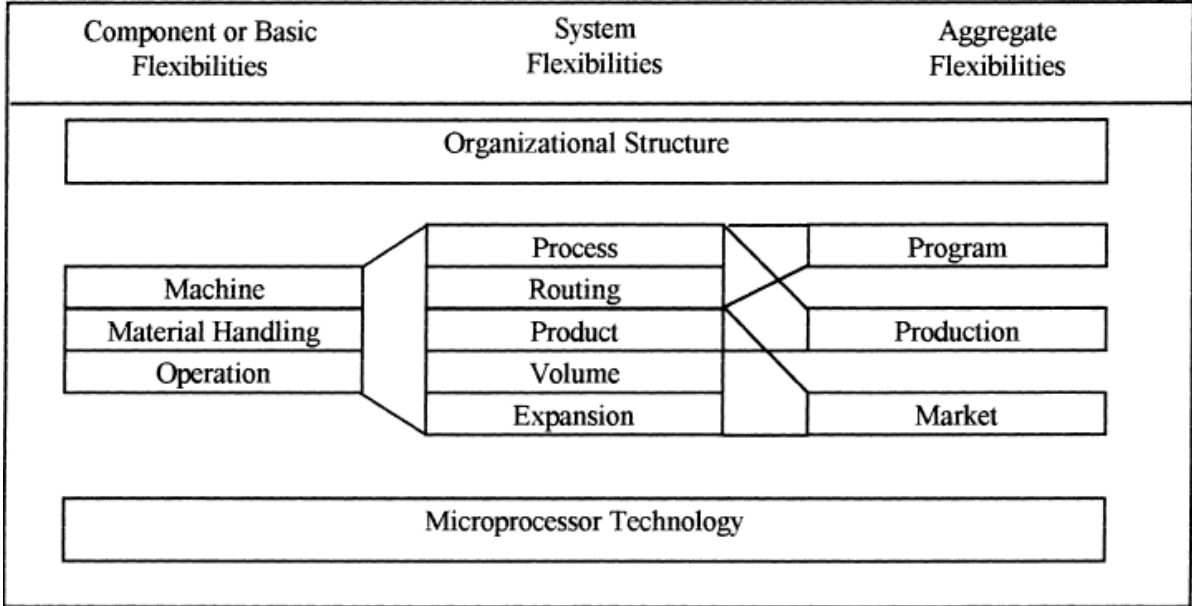 Component or Basic
Flexibilities
System
Flexibilities
Aggregate
Flexibilities
Organizational Structure
Machine
Material Handling
Operation
Process
Routing
Product
Volume
Expansion
Program
Production
Market
Microprocessor Technology